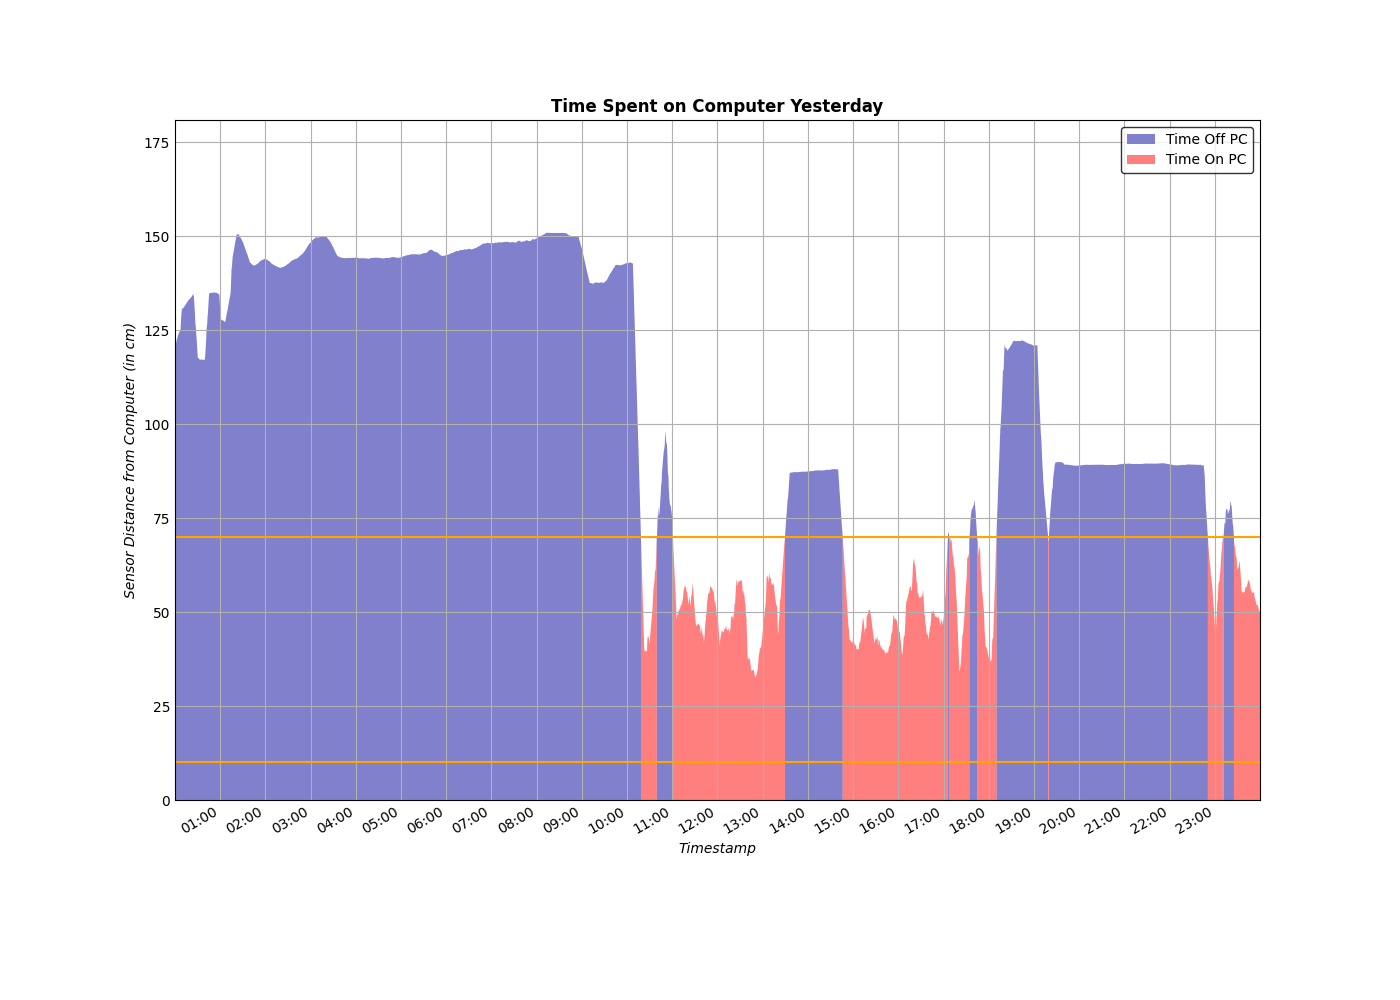 Time Spent on Computer Yesterday
Time Off PC
Time On PC
175
150
125
100
75
50
25
0
Sensor Distance from Computer (in cm)
01:00 02:00 03:00 04:00 05:00 06:00 07:00 08:00 09:00 10:00 11:00 12:00 13:00 14:00 15:00 16:00 17:00 18:00 19:00 20:00 21:00 22:00 23:00
Timestamp